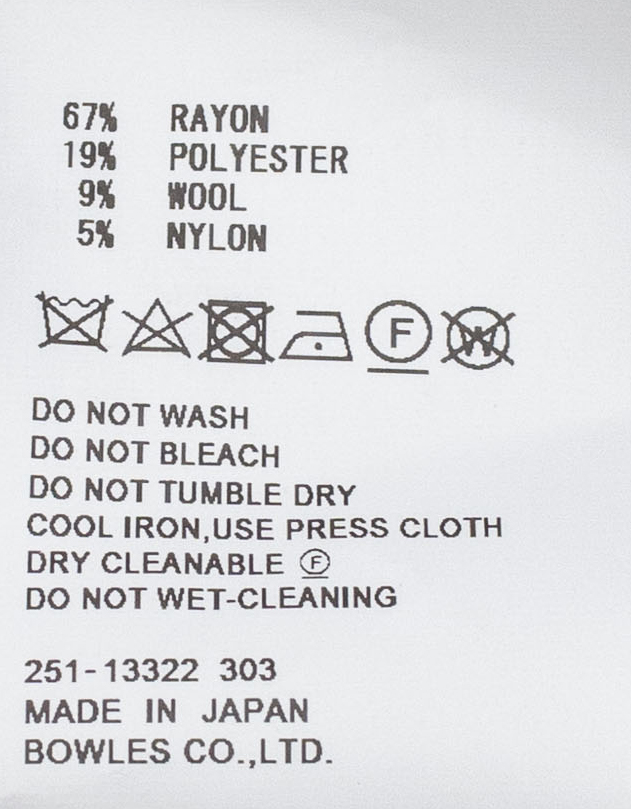 67% RAYON
19% POLYESTER
9% WOOL
5% NYLON
F W
DO NOT WASH
DO NOT BLEACH
DO NOT TUMBLE DRY
COOL IRON,USE PRESS CLOTH
DRY CLEANABLE Ⓕ
DO NOT WET-CLEANING
251-13322 303
MADE IN JAPAN
BOWLES CO.,LTD.